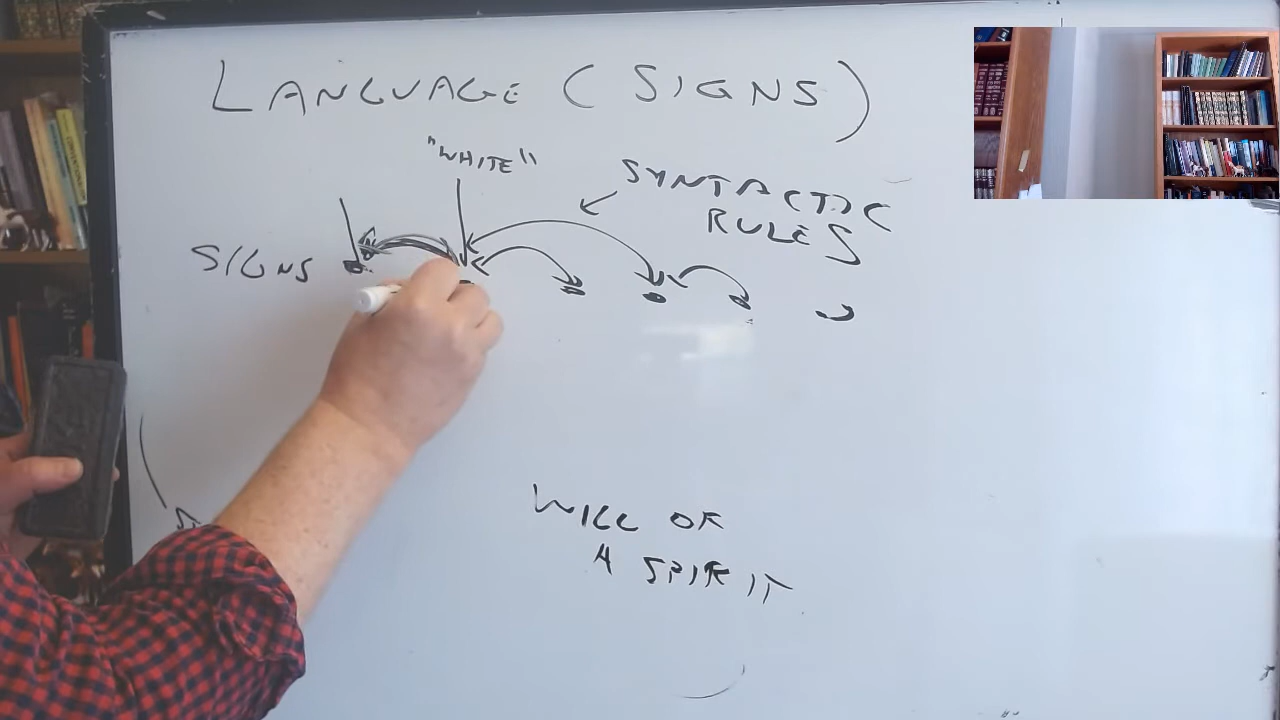 LANGUAGE (SIGNS)
"WHITE"
SYNTACTIC
RULES
SIGNS
WILL OF
A SPIRIT